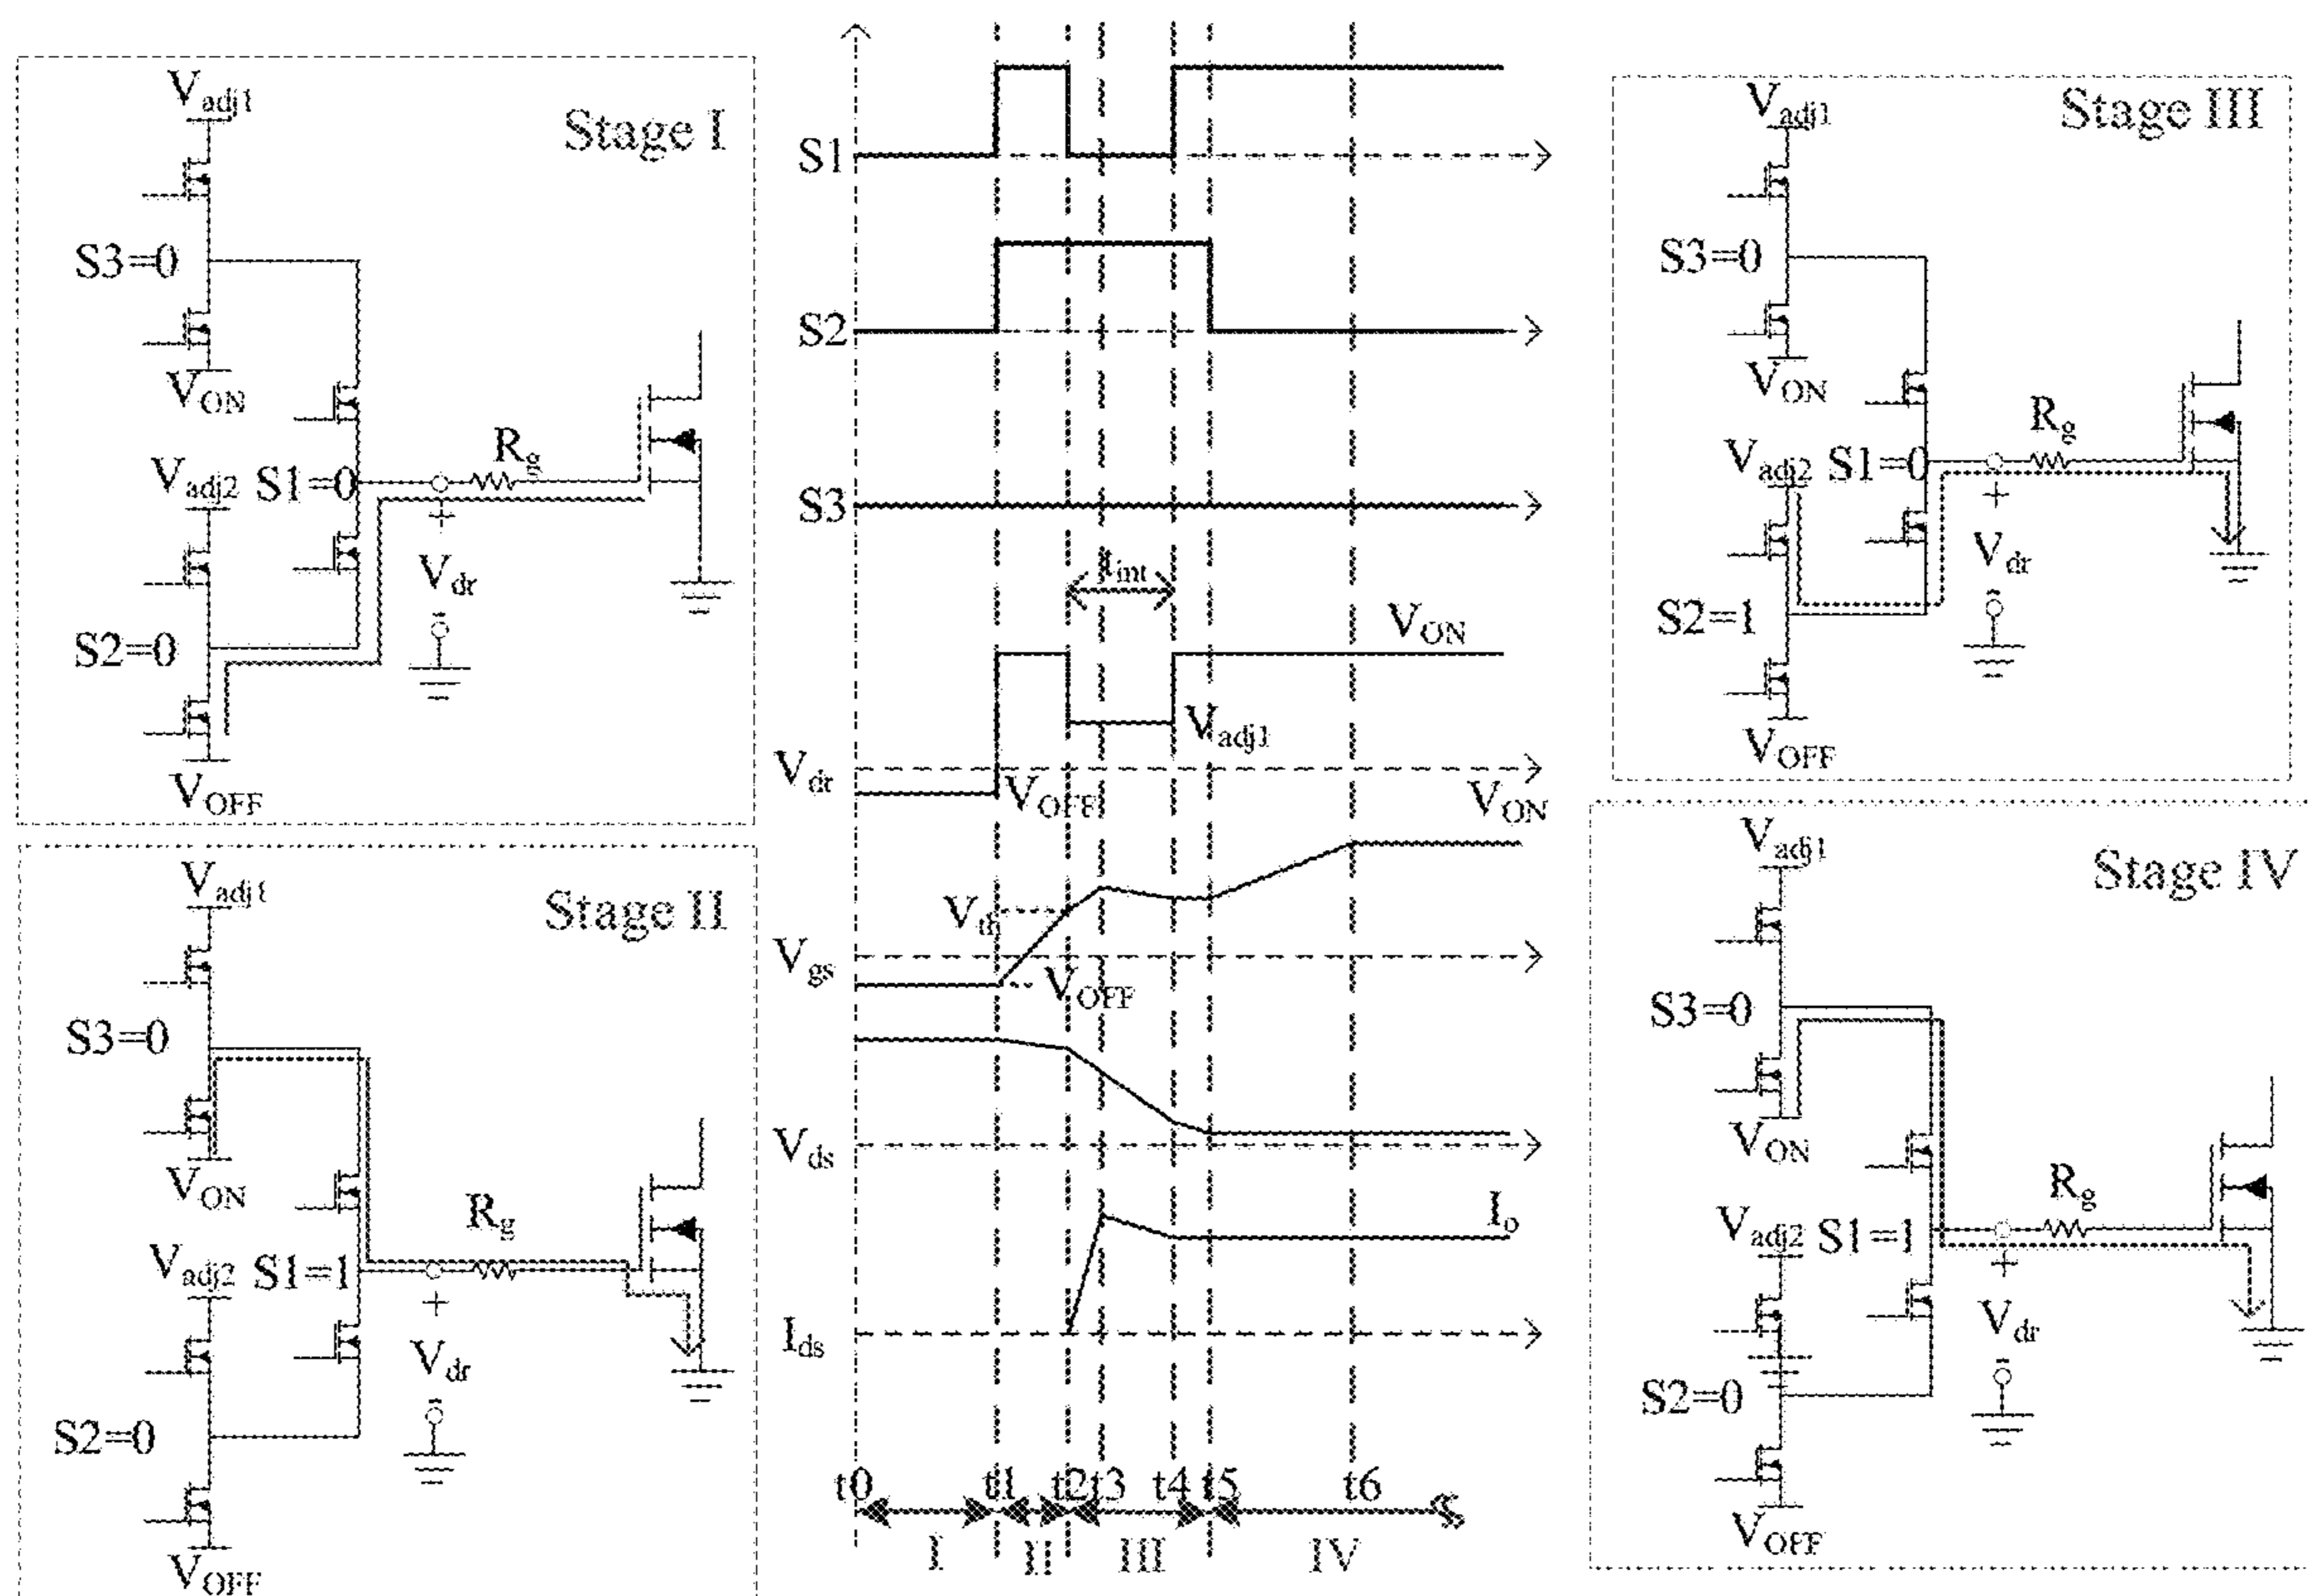 Stage I
Vadj1
S3=0
VON
Rg
Vadj2
S1=0
Vdr
+
-
S2=0
VOFF
Stage II
Vadj1
S3=0
VON
Rg
Vadj2
S1=1
+
Vdr
-
S2=0
VOFF
S1
S2
S3
tint
VON
Vadj1
Vdr
VOFF
VON
Vth
Vgs
VOFF
Vds
Io
Ids
t0 t1 t2 t3 t4 t5 t6
I II III IV
Stage III
Vadj1
S3=0
VON
Rg
Vadj2
S1=0
+
Vdr
-
S2=1
VOFF
Stage IV
Vadj1
S3=0
VON
Rg
Vadj2
S1=1
+
Vdr
-
S2=0
VOFF